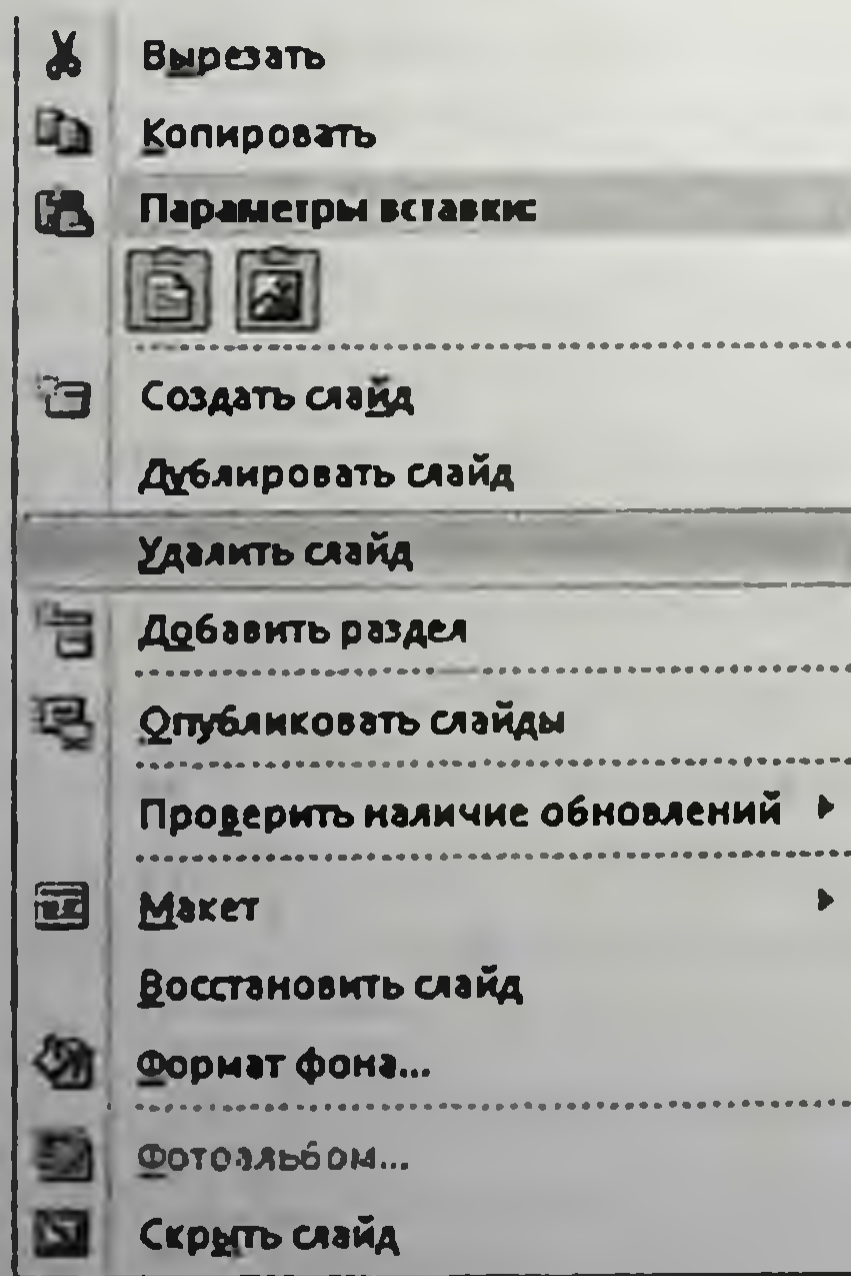 Вырезать
Копировать
Параметры вставки:
Создать слайд
Дублировать слайд
Удалить слайд
Добавить раздел
Опубликовать слайды
Проверить наличие обновлений
Макет
Восстановить слайд
Формат фона...
Фотоальбом...
Скрыть слайд